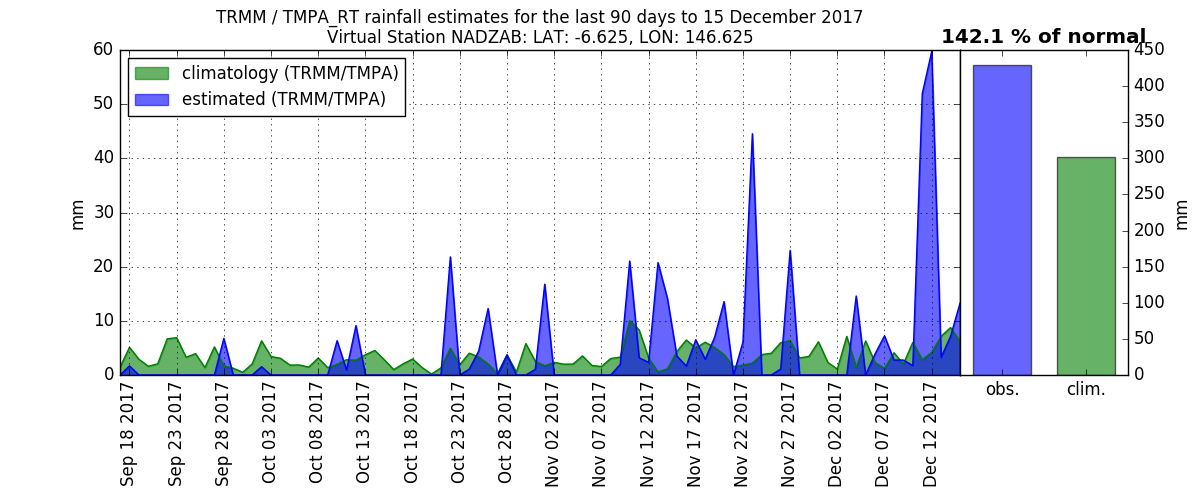 TRMM / TMPA_RT rainfall estimates for the last 90 days to 15 December 2017
Virtual Station NADZAB: LAT: -6.625, LON: 146.625
142.1 % of normal
climatology (TRMM/TMPA)
estimated (TRMM/TMPA)
60
50
40
30
20
10
0
mm
Sep 18 2017
Sep 23 2017
Sep 28 2017
Oct 03 2017
Oct 08 2017
Oct 13 2017
Oct 18 2017
Oct 23 2017
Oct 28 2017
Nov 02 2017
Nov 07 2017
Nov 12 2017
Nov 17 2017
Nov 22 2017
Nov 27 2017
Dec 02 2017
Dec 07 2017
Dec 12 2017
450
400
350
300
250
200
150
100
50
0
mm
obs.
clim.